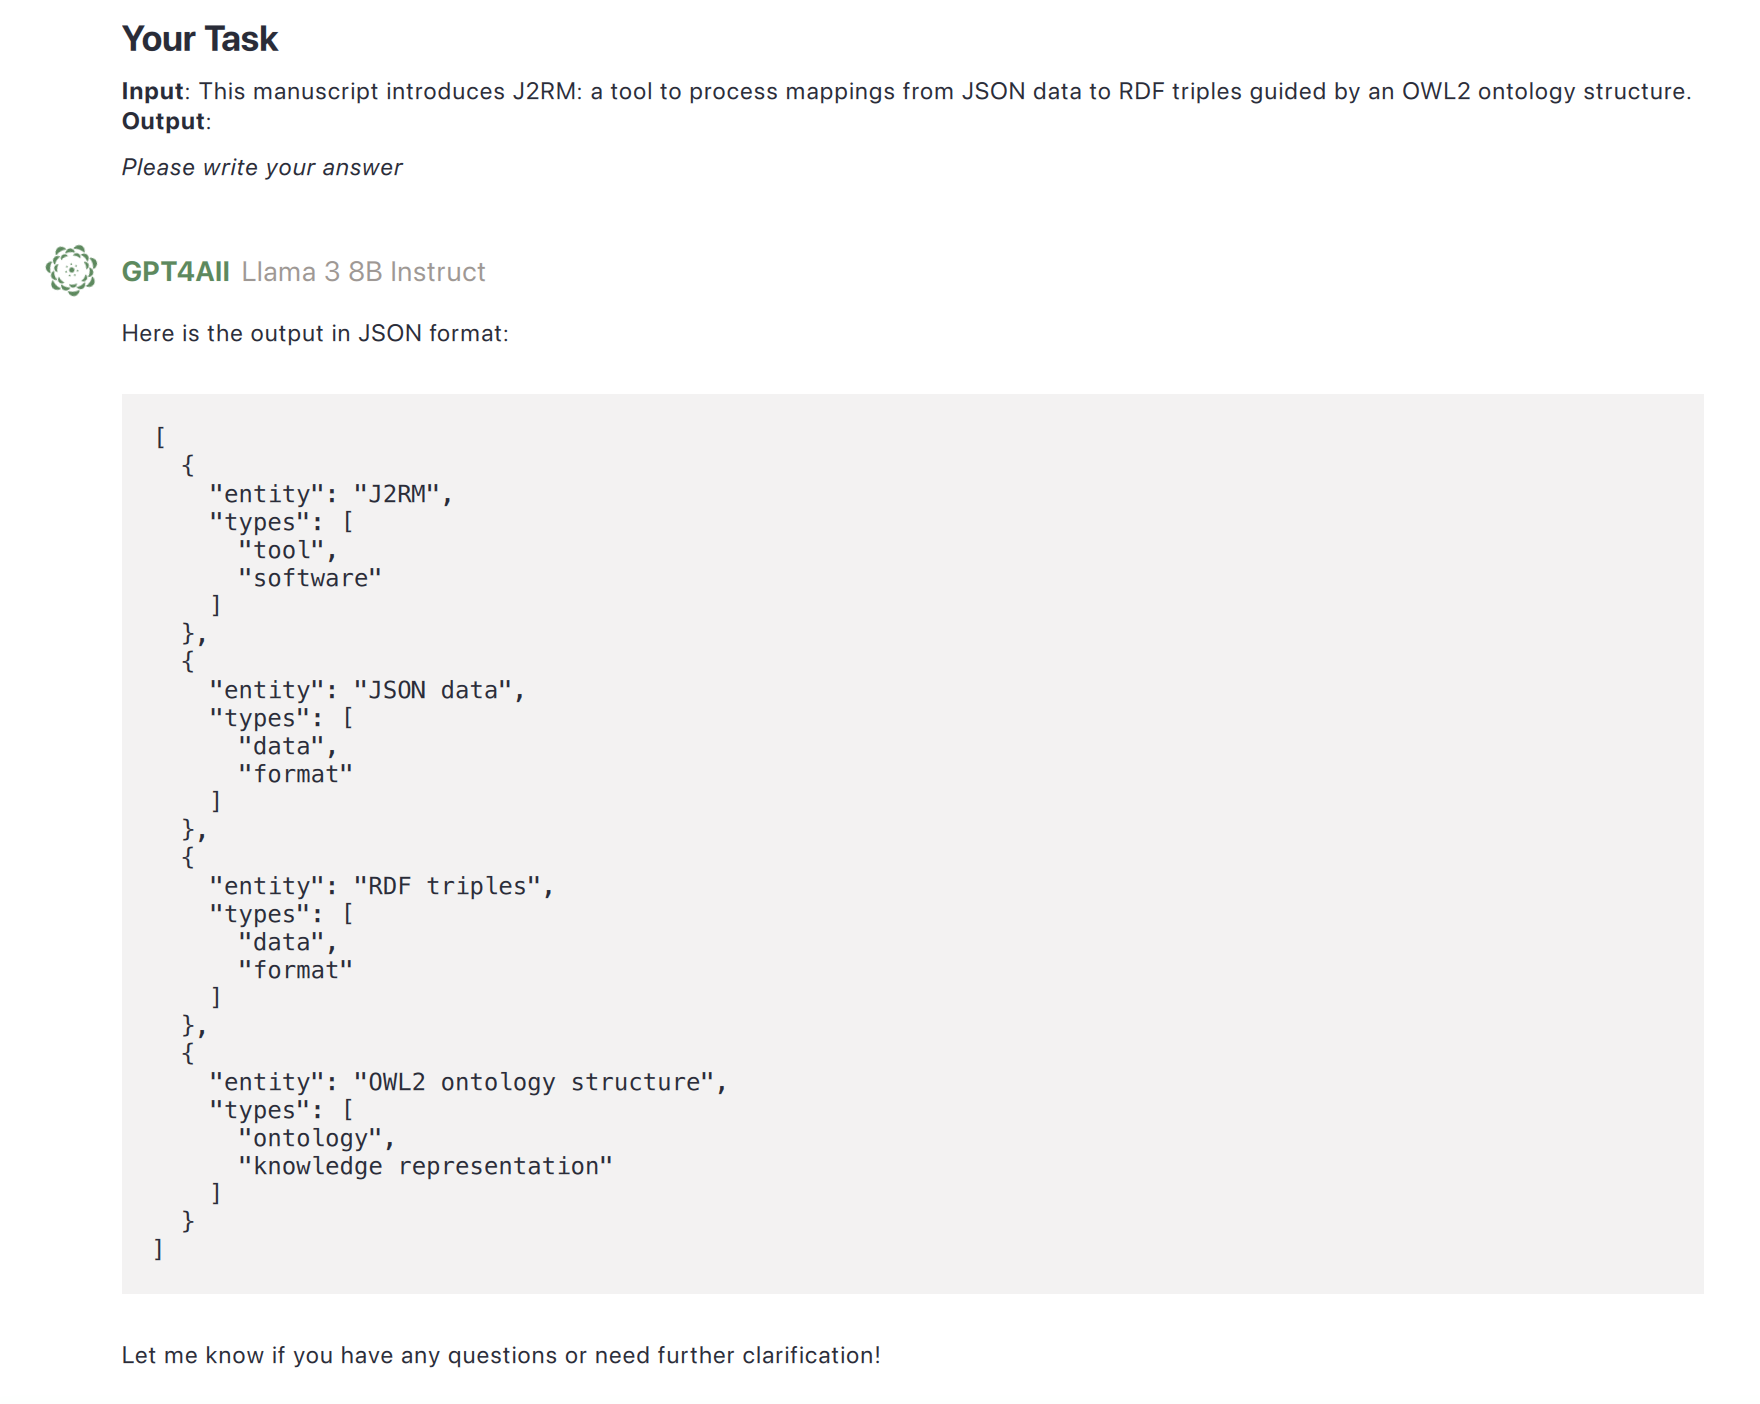 Your Task
Input: This manuscript introduces J2RM: a tool to process mappings from JSON data to RDF triples guided by an OWL2 ontology structure.
Output:
Please write your answer
GPT4All Llama 3 8B Instruct
Here is the output in JSON format:
[
  {
    "entity": "J2RM",
    "types": [
      "tool",
      "software"
    ]
  },
  {
    "entity": "JSON data",
    "types": [
      "data",
      "format"
    ]
  },
  {
    "entity": "RDF triples",
    "types": [
      "data",
      "format"
    ]
  },
  {
    "entity": "OWL2 ontology structure",
    "types": [
      "ontology",
      "knowledge representation"
    ]
  }
]
Let me know if you have any questions or need further clarification!